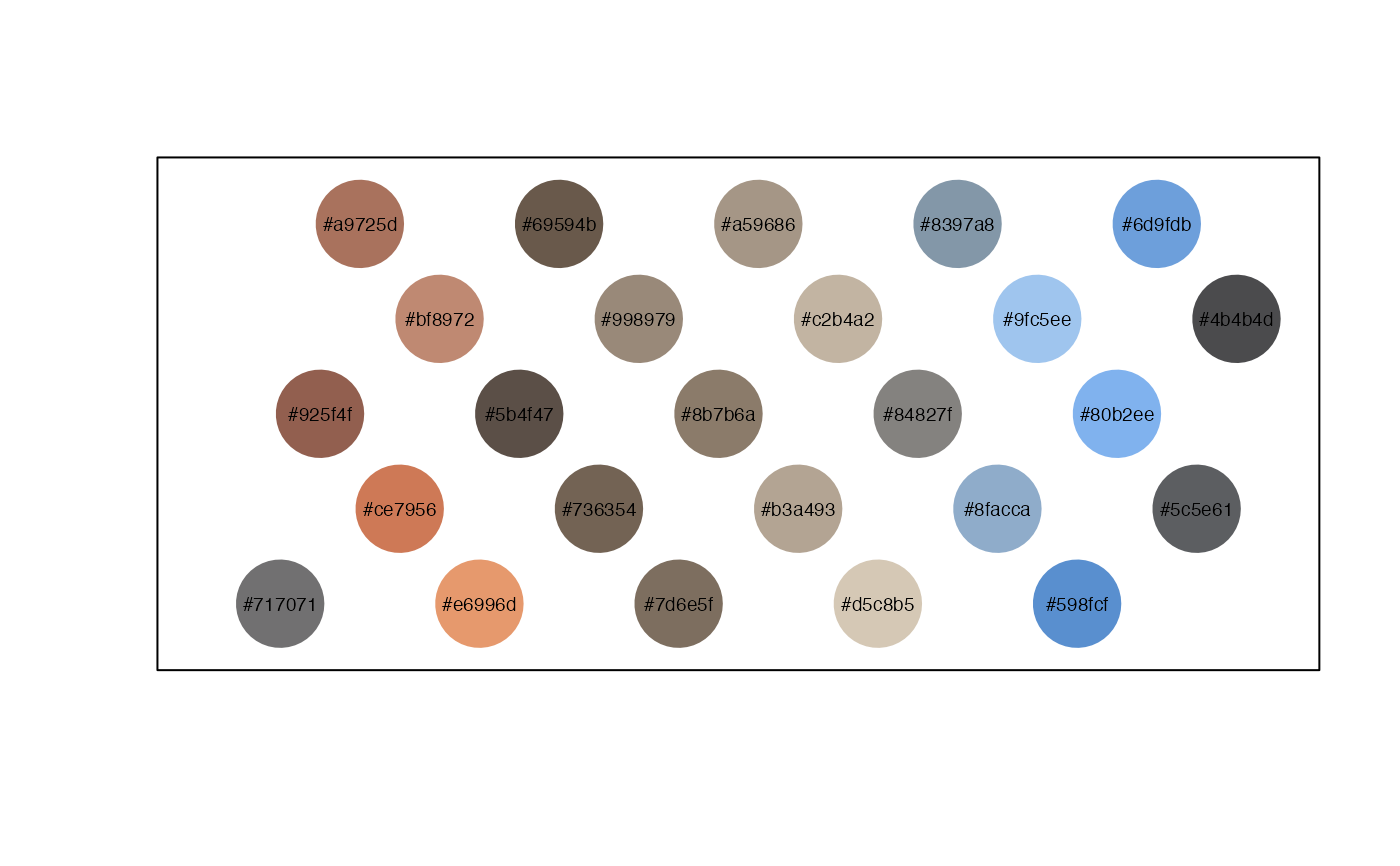 #a9725d #69594b #a59686 #8397a8 #6d9fdb
#bf8972 #998979 #c2b4a2 #9fc5ee #4b4b4d
#925f4f #5b4f47 #8b7b6a #84827f #80b2ee
#ce7956 #736354 #b3a493 #8facca #5c5e61
#717071 #e6996d #7d6e5f #d5c8b5 #598fcf